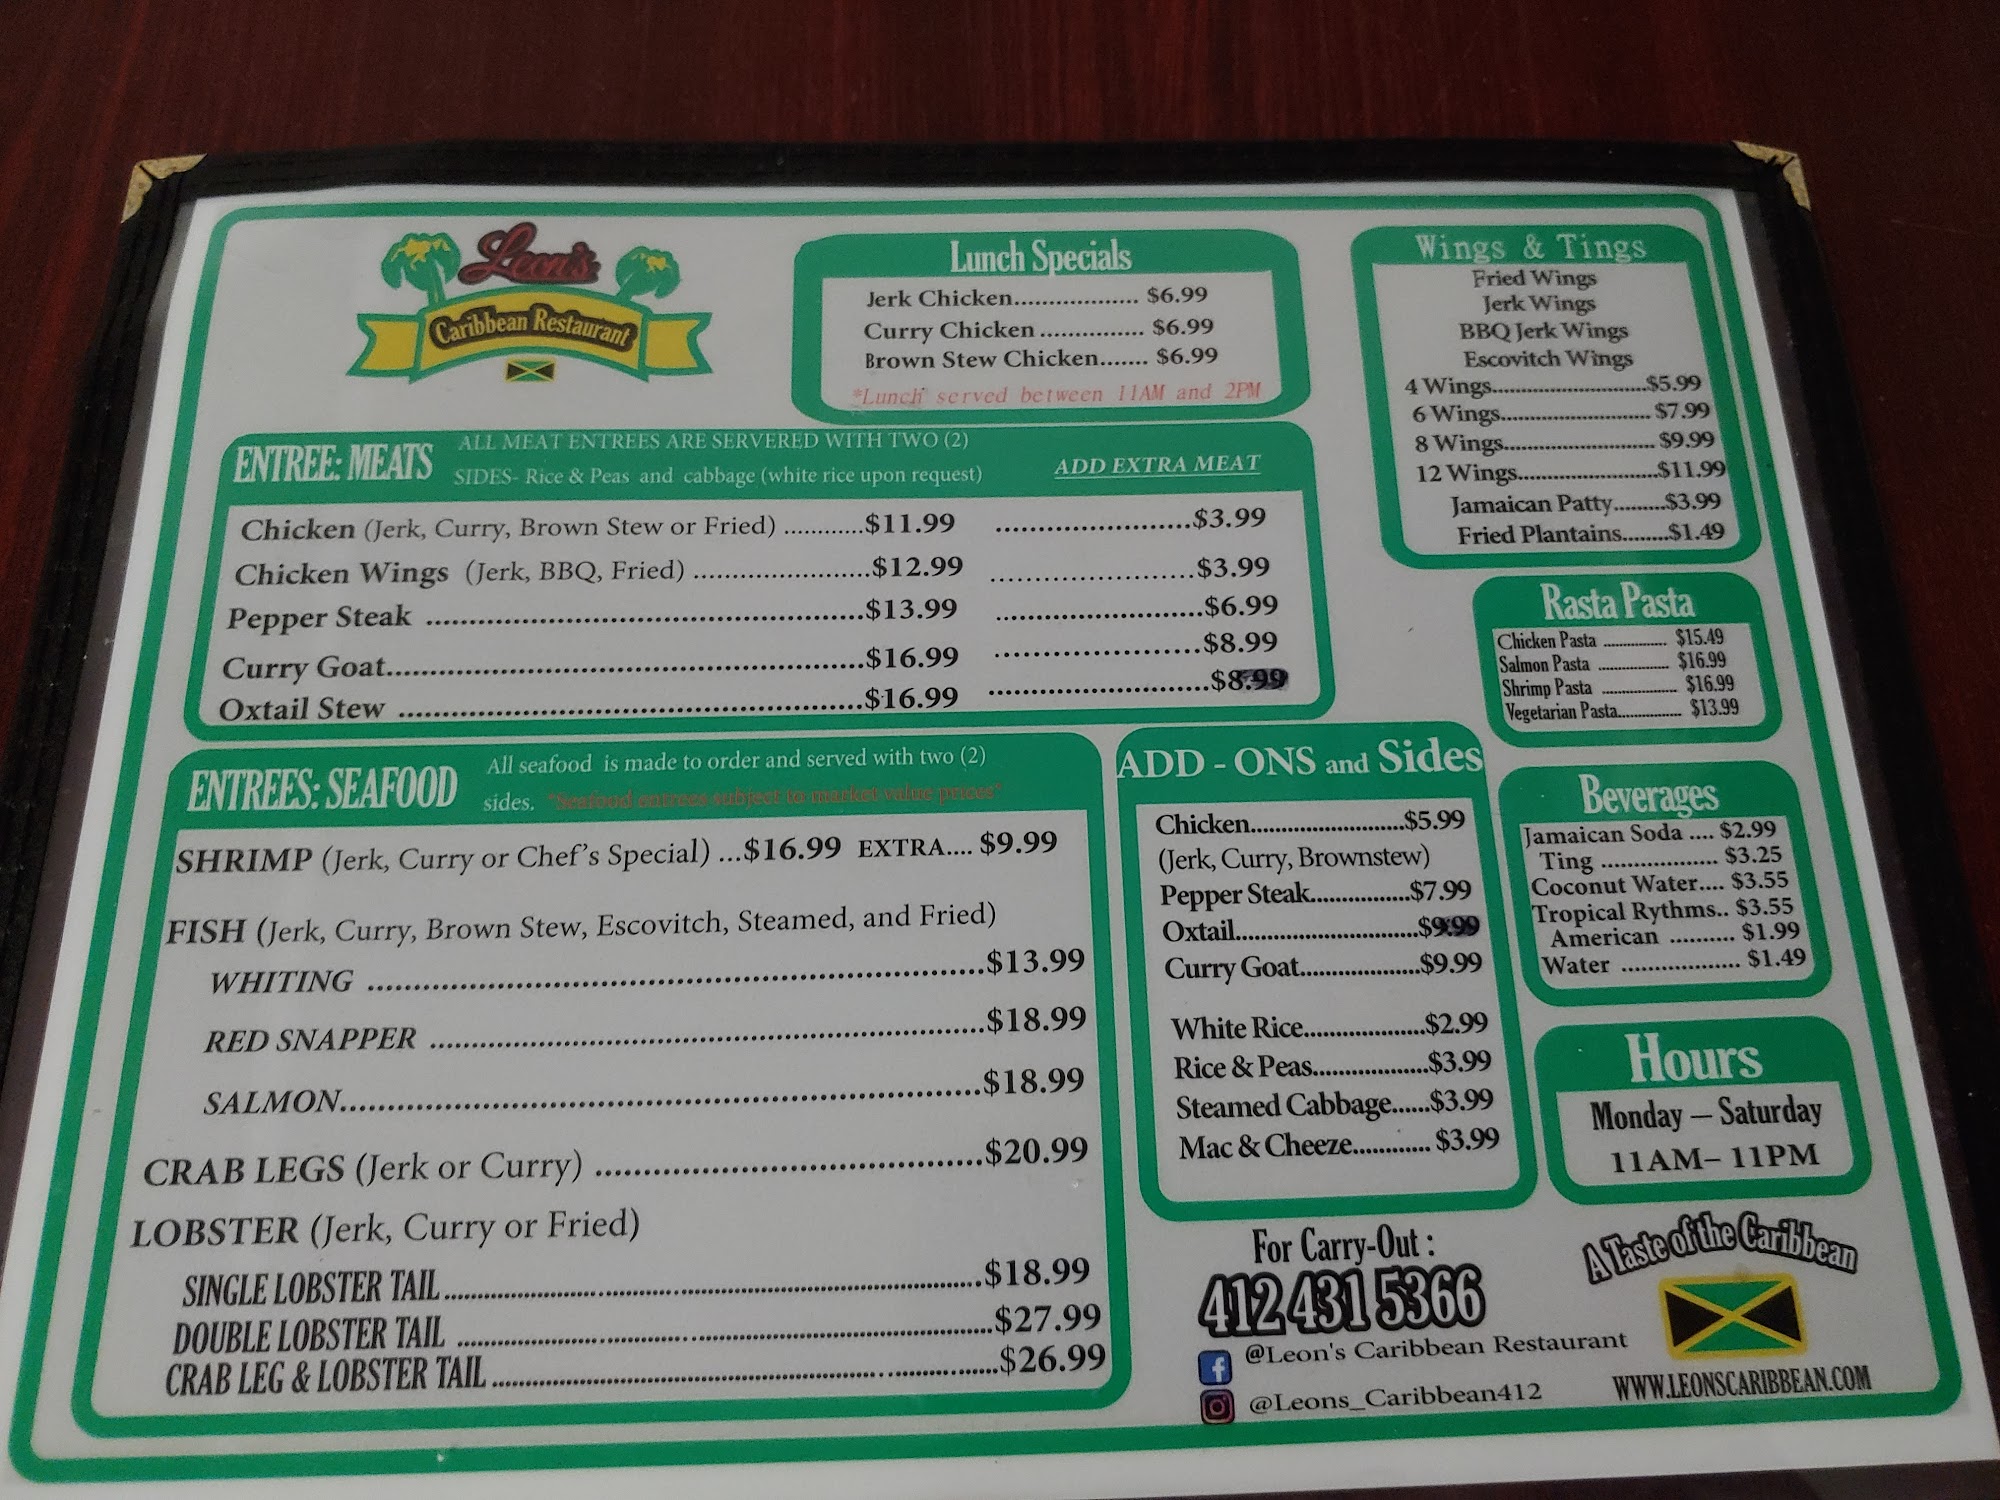 Leon's
Caribbean Restaurant
Lunch Specials
Jerk Chicken................... $6.99
Curry Chicken ................ $6.99
Brown Stew Chicken....... $6.99
*Lunch served between 11AM and 2PM
ENTREE: MEATS
ALL MEAT ENTREES ARE SERVERED WITH TWO (2)
SIDES- Rice & Peas and cabbage (white rice upon request)
ADD EXTRA MEAT
Chicken (Jerk, Curry, Brown Stew or Fried) ............$11.99 .........................$3.99
Chicken Wings (Jerk, BBQ, Fried) ...........................$12.99 ..........................$3.99
Pepper Steak ..................................................$13.99 ..........................$6.99
Curry Goat......................................................$16.99 ..........................$8.99
Oxtail Stew .....................................................$16.99 ...........................$8.99
ENTREES: SEAFOOD
All seafood is made to order and served with two (2)
sides. "Seafood entrees subject to market value prices"
SHRIMP (Jerk, Curry or Chef's Special) ...$16.99 EXTRA.... $9.99
FISH (Jerk, Curry, Brown Stew, Escovitch, Steamed, and Fried)
WHITING ......................................................................$13.99
RED SNAPPER ..............................................................$18.99
SALMON.......................................................................$18.99
CRAB LEGS (Jerk or Curry) ...........................................$20.99
LOBSTER (Jerk, Curry or Fried)
SINGLE LOBSTER TAIL..................................................$18.99
DOUBLE LOBSTER TAIL .................................................$27.99
CRAB LEG & LOBSTER TAIL............................................$26.99
Wings & Tings
Fried Wings
Jerk Wings
BBQ Jerk Wings
Escovitch Wings
4 Wings............................$5.99
6 Wings........................... $7.99
8 Wings........................... $9.99
12 Wings.........................$11.99
Jamaican Patty.........$3.99
Fried Plantains........$1.49
Rasta Pasta
Chicken Pasta ............... $15.49
Salmon Pasta ................ $16.99
Shrimp Pasta ................. $16.99
Vegetarian Pasta.............. $13.99
ADD - ONS and Sides
Chicken..........................$5.99
(Jerk, Curry, Brownstew)
Pepper Steak.................$7.99
Oxtail..............................$9.99
Curry Goat....................$9.99
White Rice.....................$2.99
Rice & Peas....................$3.99
Steamed Cabbage......$3.99
Mac & Cheeze............. $3.99
Beverages
Jamaican Soda .... $2.99
Ting .................. $3.25
Coconut Water.... $3.55
Tropical Rythms.. $3.55
American ........... $1.99
Water ................... $1.49
Hours
Monday – Saturday
11AM– 11PM
For Carry-Out :
412 431 5366
@Leon's Caribbean Restaurant
@Leons_Caribbean412
A Taste of the Caribbean
WWW.LEONSCARIBBEAN.COM